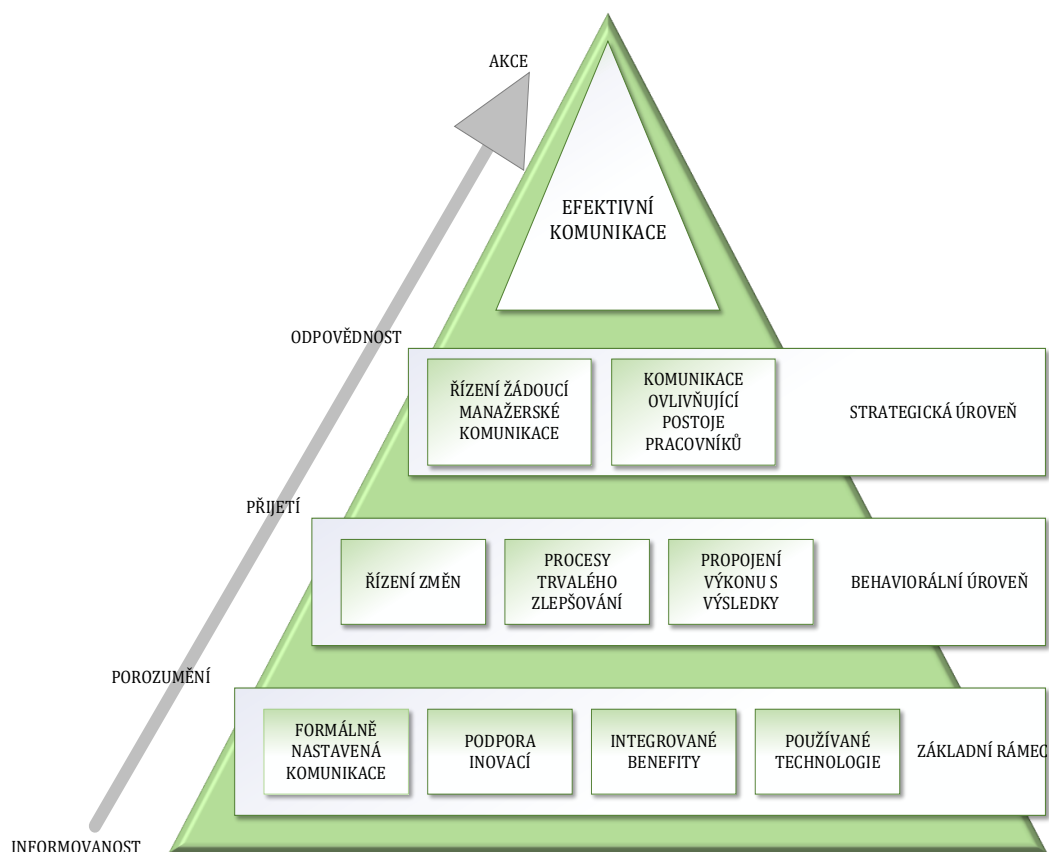 AKCE
EFEKTIVNÍ
KOMUNIKACE
ODPOVĚDNOST
ŘÍZENÍ ŽÁDOUCÍ
MANAŽERSKÉ
KOMUNIKACE
KOMUNIKACE
OVLIVŇUJÍCÍ
POSTOJE
PRACOVNÍKŮ
STRATEGICKÁ ÚROVEŇ
PŘIJETÍ
ŘÍZENÍ ZMĚN
PROCESY
TRVALÉHO
ZLEPŠOVÁNÍ
PROPOJENÍ
VÝKONU S
VÝSLEDKY
BEHAVIORÁLNÍ ÚROVEŇ
POROZUMĚNÍ
FORMÁLNĚ
NASTAVENÁ
KOMUNIKACE
PODPORA
INOVACÍ
INTEGROVANÉ
BENEFITY
POUŽÍVANÉ
TECHNOLOGIE
ZÁKLADNÍ RÁMEC
INFORMOVANOST